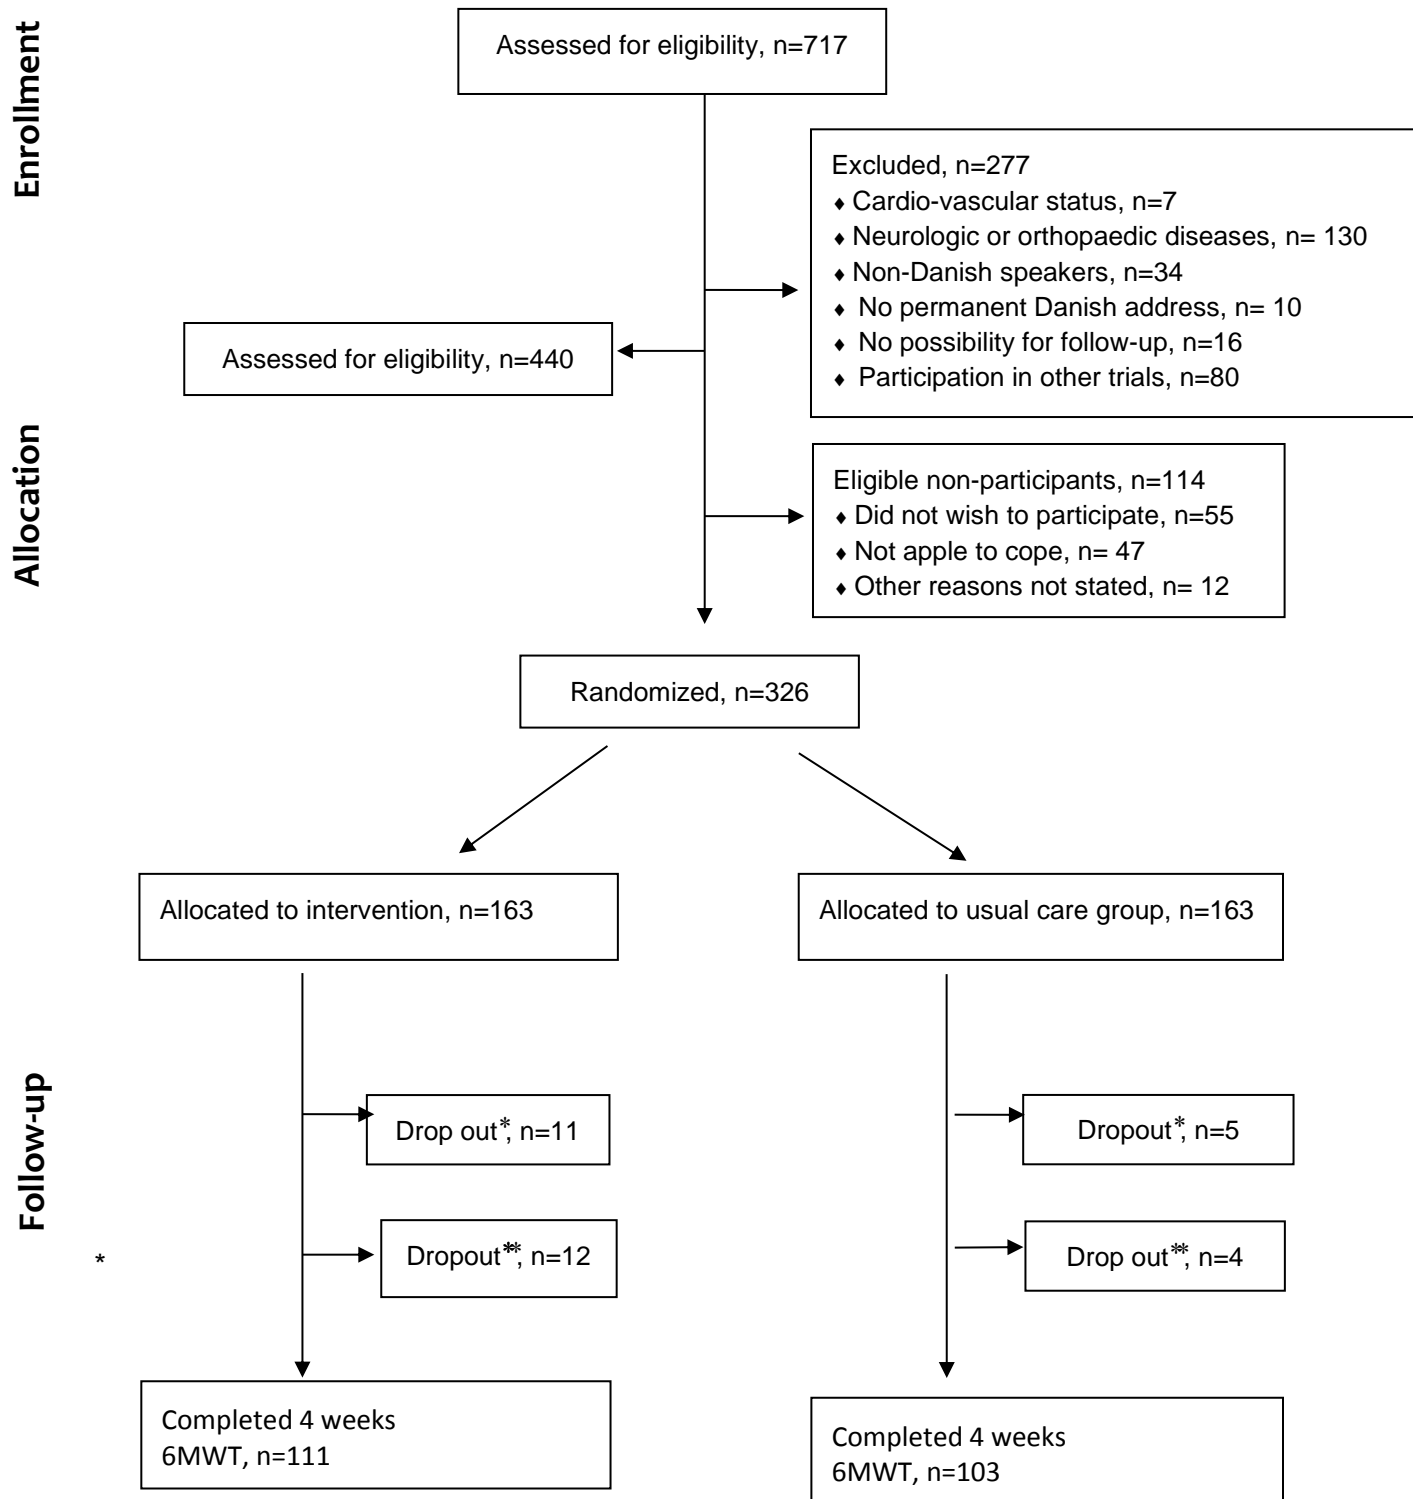 Enrollment
Assessed for eligibility, n=717
Excluded, n=277
♦ Cardio-vascular status, n=7
♦ Neurologic or orthopaedic diseases, n= 130
♦ Non-Danish speakers, n=34
♦ No permanent Danish address, n= 10
♦ No possibility for follow-up, n=16
♦ Participation in other trials, n=80
Assessed for eligibility, n=440
Allocation
Eligible non-participants, n=114
♦ Did not wish to participate, n=55
♦ Not apple to cope, n= 47
♦ Other reasons not stated, n= 12
Randomized, n=326
Allocated to intervention, n=163
Allocated to usual care group, n=163
Follow-up
Drop out*, n=11
Dropout*, n=5
Dropout**, n=12
Drop out**, n=4
*
Completed 4 weeks
6MWT, n=111
Completed 4 weeks
6MWT, n=103